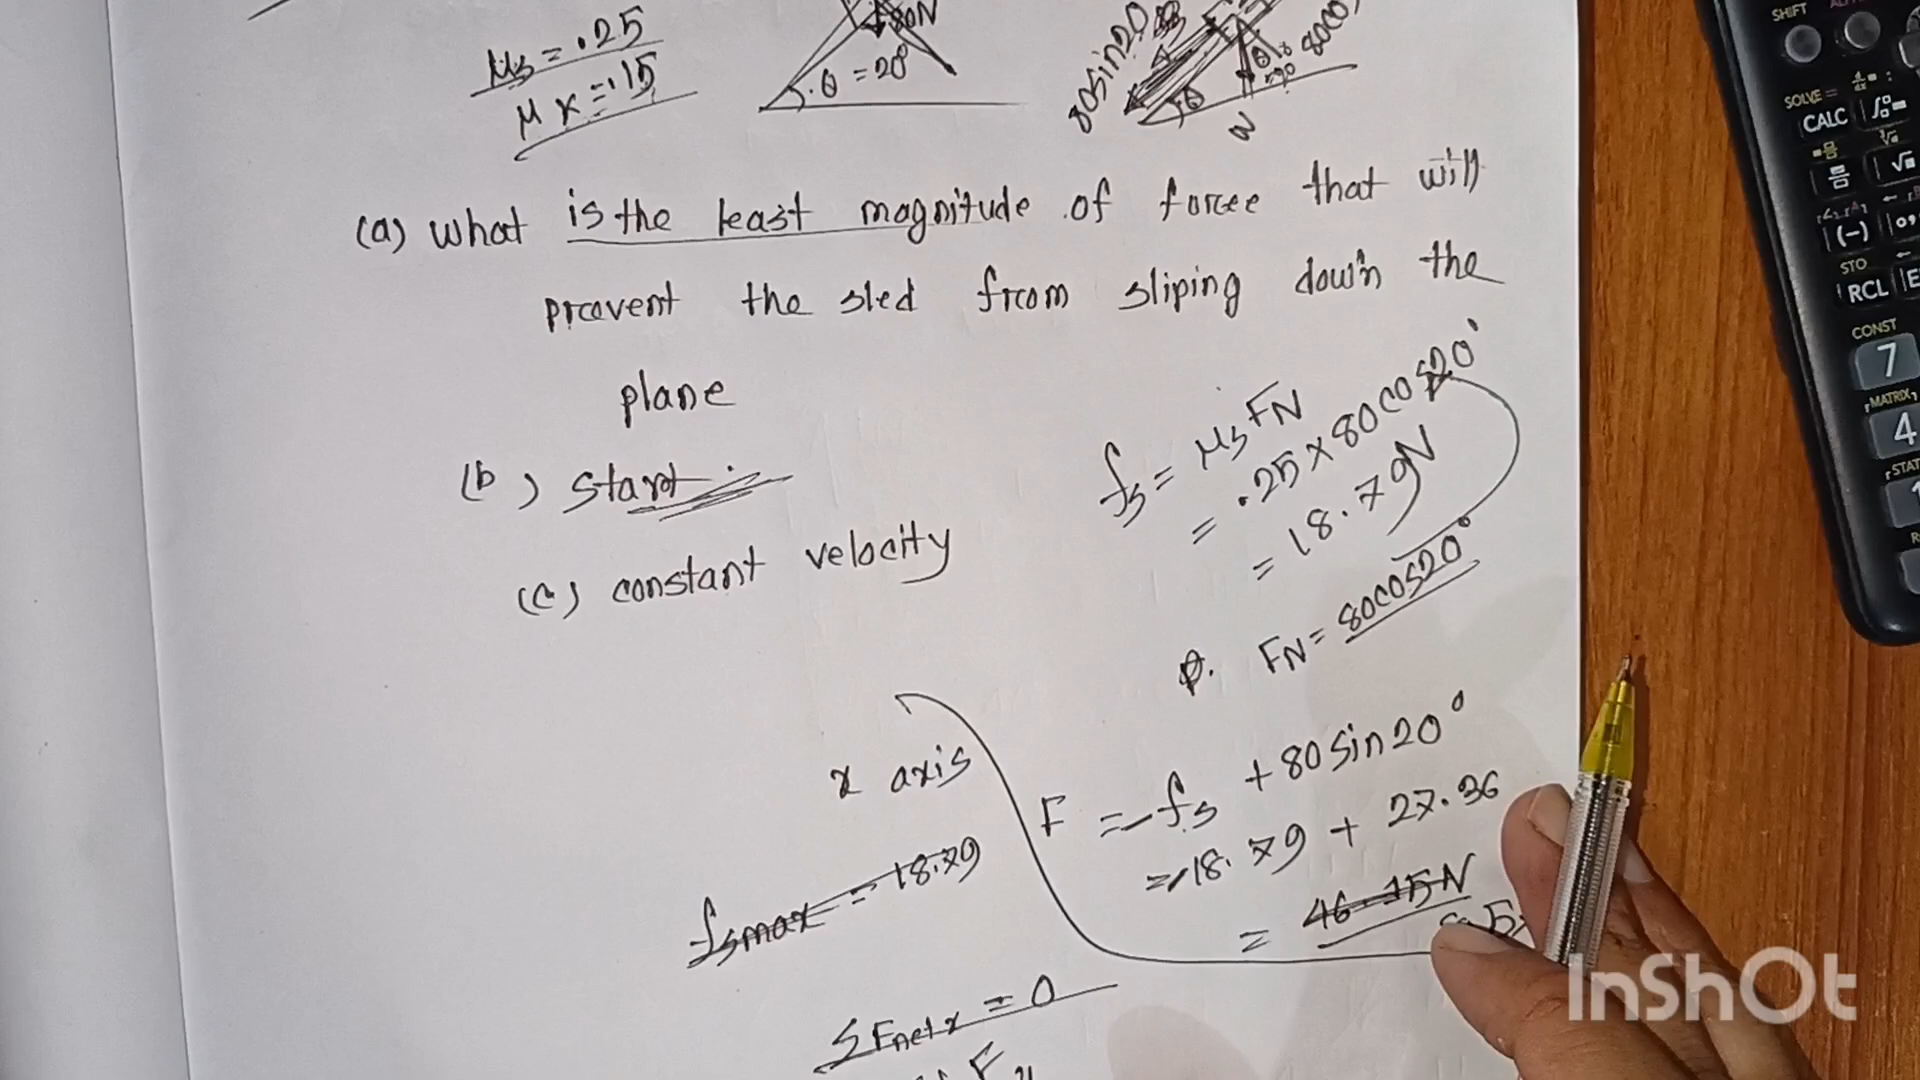 μs = .25
μk = .15
80N
θ = 20°
80sin20
80cos
θ
N
(a) What is the least magnitude of force that will
prevent the sled from sliping down the
plane
(b) start
(c) constant velocity
fs = μs FN
= .25 × 80cos20°
= 18.79N
FN = 80cos20°
x axis
F = -fs + 80sin20°
= -18.79 + 27.36
= 46.15N
fsmax = 18.79
ΣFnet x = 0
SHIFT
SOLVE =
CALC
STO
RCL
CONST
7
MATRIX
4
(−)
InShOt